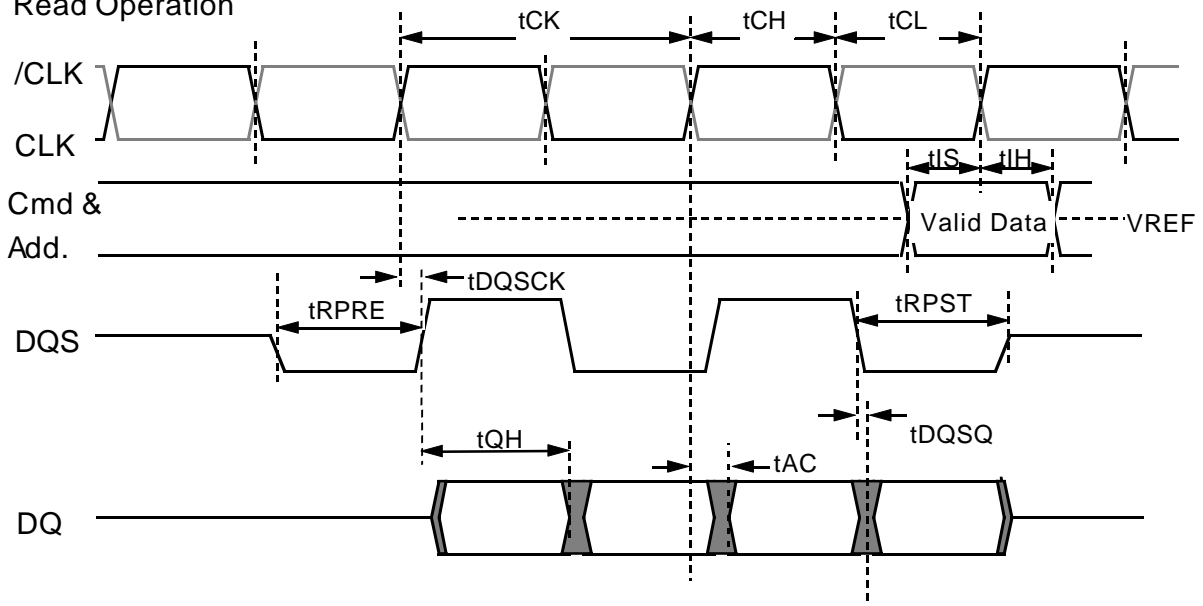 Read Operation
tCK
tCH
tCL
/CLK
CLK
tIS
tIH
Cmd &
Add.
Valid Data
VREF
tDQSCK
tRPRE
tRPST
DQS
tDQSQ
tQH
tAC
DQ